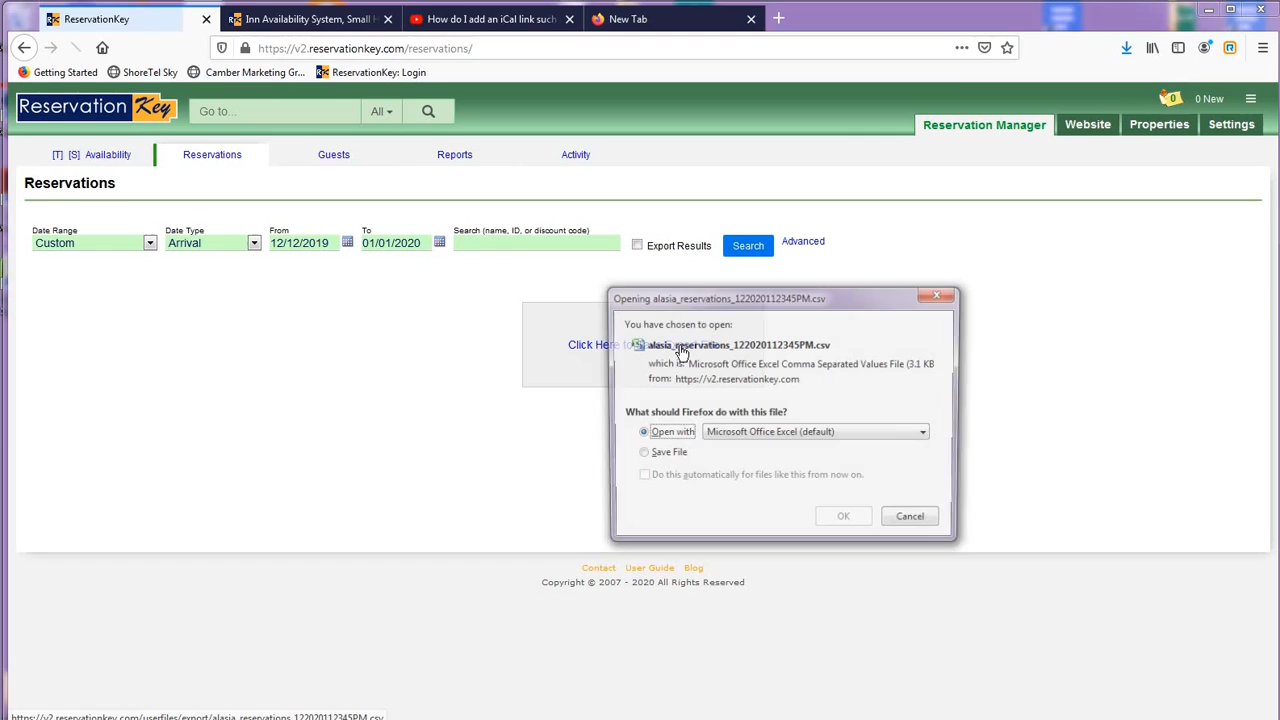 ReservationKey
Inn Availability System, Small H
How do I add an iCal link such
New Tab
https://v2.reservationkey.com/reservations/
Getting Started
ShoreTel Sky
Camber Marketing Gr...
ReservationKey: Login
Reservation Key
Go to...
All
0
0 New
Reservation Manager
Website
Properties
Settings
[T] [S] Availability
Reservations
Guests
Reports
Activity
Reservations
Date Range
Date Type
From
To
Search (name, ID, or discount code)
Custom
Arrival
12/12/2019
01/01/2020
Export Results
Search
Advanced
Opening alasia_reservations_122020112345PM.csv
You have chosen to open:
Click Here to
alasia_reservations_122020112345PM.csv
which is: Microsoft Office Excel Comma Separated Values File (3.1 KB
from: https://v2.reservationkey.com
What should Firefox do with this file?
Open with
Microsoft Office Excel (default)
Save File
Do this automatically for files like this from now on.
OK
Cancel
Contact
User Guide
Blog
Copyright © 2007 - 2020 All Rights Reserved
https://v2.reservationkey.com/userfiles/export/alasia_reservations_122020112345PM.csv